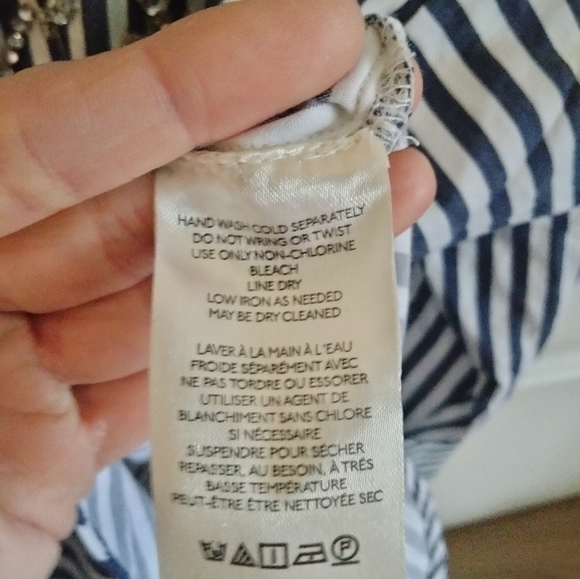 HAND WASH COLD SEPARATELY
DO NOT WRING OR TWIST
USE ONLY NON-CHLORINE
BLEACH
LINE DRY
LOW IRON AS NEEDED
MAY BE DRY CLEANED
LAVER À LA MAIN À L'EAU
FROIDE SÉPARÉMENT AVEC
NE PAS TORDRE OU ESSORER
UTILISER UN AGENT DE
BLANCHIMENT SANS CHLORE
SI NÉCESSAIRE
SUSPENDRE POUR SÉCHER
REPASSER, AU BESOIN, À TRÉS
BASSE TEMPÉRATURE
PEUT-ÊTRE ÊTRE NETTOYÉE SEC
P